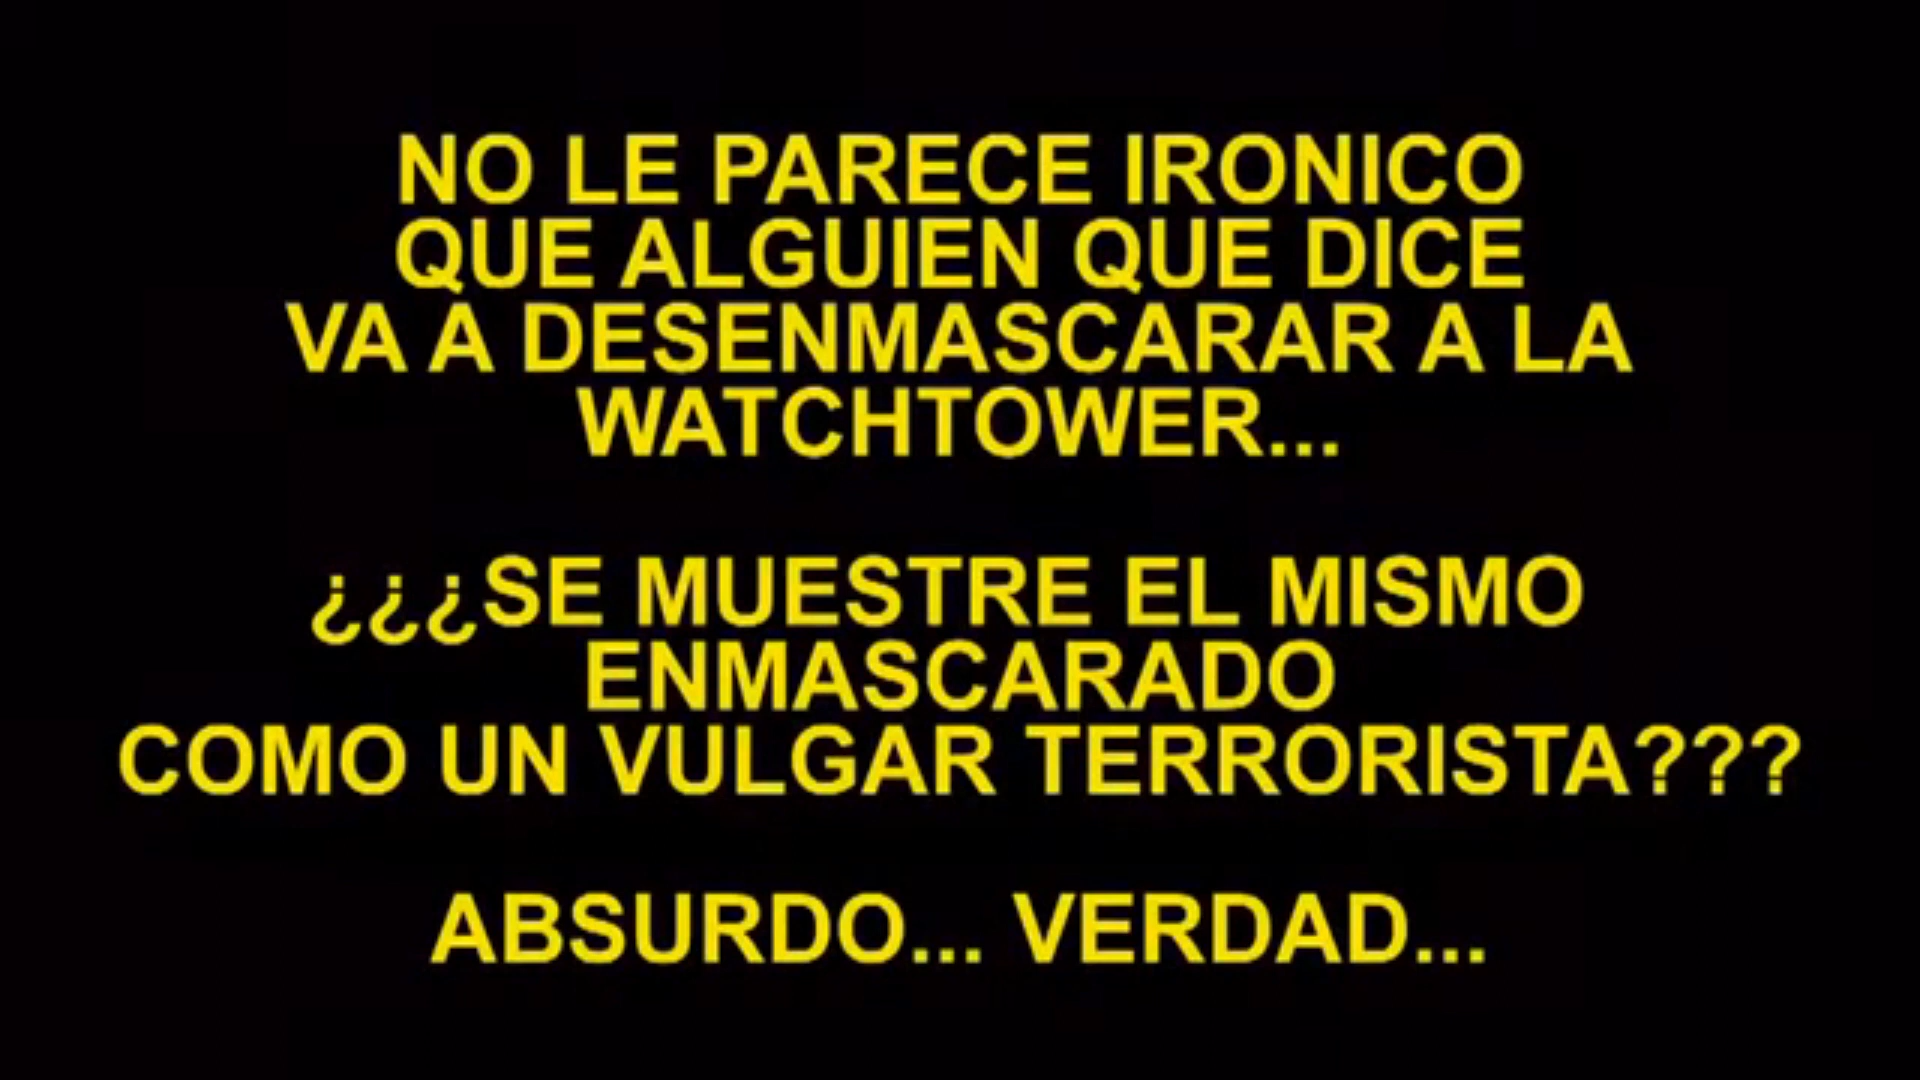 NO LE PARECE IRONICO
QUE ALGUIEN QUE DICE
VA A DESENMASCARAR A LA
WATCHTOWER...
¿¿¿SE MUESTRE EL MISMO
ENMASCARADO
COMO UN VULGAR TERRORISTA???
ABSURDO... VERDAD...